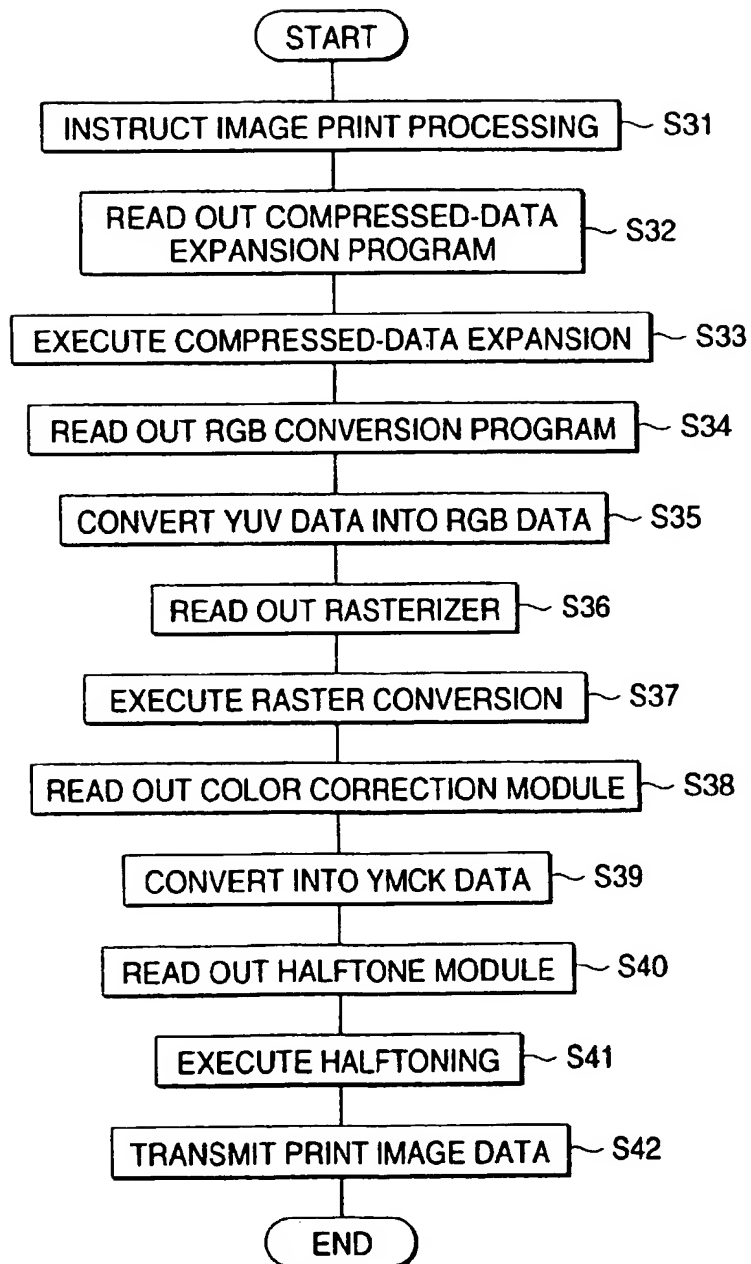 START
INSTRUCT IMAGE PRINT PROCESSING S31
READ OUT COMPRESSED-DATA
EXPANSION PROGRAM S32
EXECUTE COMPRESSED-DATA EXPANSION S33
READ OUT RGB CONVERSION PROGRAM S34
CONVERT YUV DATA INTO RGB DATA S35
READ OUT RASTERIZER S36
EXECUTE RASTER CONVERSION S37
READ OUT COLOR CORRECTION MODULE S38
CONVERT INTO YMCK DATA S39
READ OUT HALFTONE MODULE S40
EXECUTE HALFTONING S41
TRANSMIT PRINT IMAGE DATA S42
END